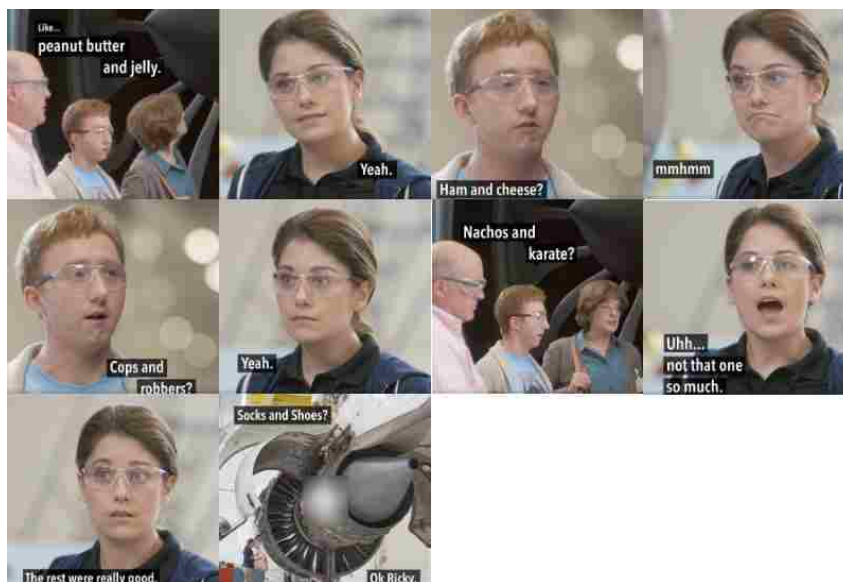 Like...
peanut butter
and jelly.
Yeah.
Ham and cheese?
mmhmm
Cops and
robbers?
Yeah.
Nachos and
karate?
Uhh...
not that one
so much.
The rest were really good.
Socks and Shoes?
Ok Ricky.